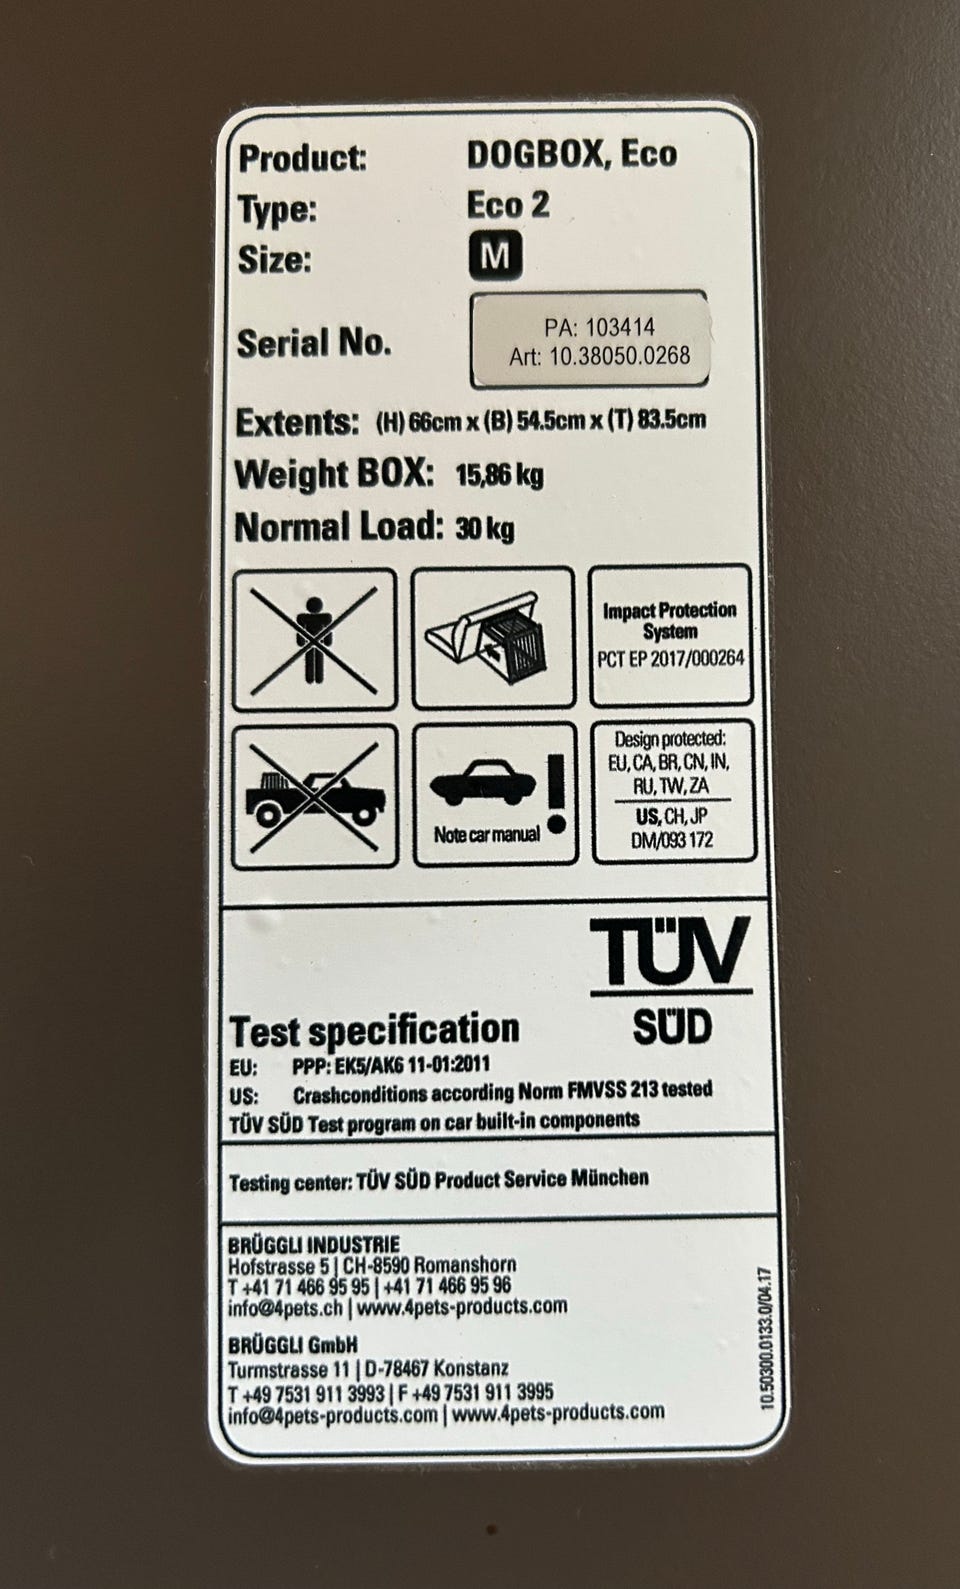 Product: DOGBOX, Eco
Type: Eco 2
Size: M
Serial No.
PA: 103414
Art: 10.38050.0268
Extents: (H) 66cm x (B) 54.5cm x (T) 83.5cm
Weight BOX: 15,86 kg
Normal Load: 30 kg
Impact Protection
System
PCT EP 2017/000264
Note car manual !
Design protected:
EU, CA, BR, CN, IN,
RU, TW, ZA
US, CH, JP
DM/093 172
TÜV
SÜD
Test specification
EU: PPP: EK5/AK6 11-01:2011
US: Crashconditions according Norm FMVSS 213 tested
TÜV SÜD Test program on car built-in components
Testing center: TÜV SÜD Product Service München
BRÜGGLI INDUSTRIE
Hofstrasse 5 | CH-8590 Romanshorn
T +41 71 466 95 95 | +41 71 466 95 96
info@4pets.ch | www.4pets-products.com
BRÜGGLI GmbH
Turmstrasse 11 | D-78467 Konstanz
T +49 7531 911 3993 | F +49 7531 911 3995
info@4pets-products.com | www.4pets-products.com
10.50300.0133.0/04.17